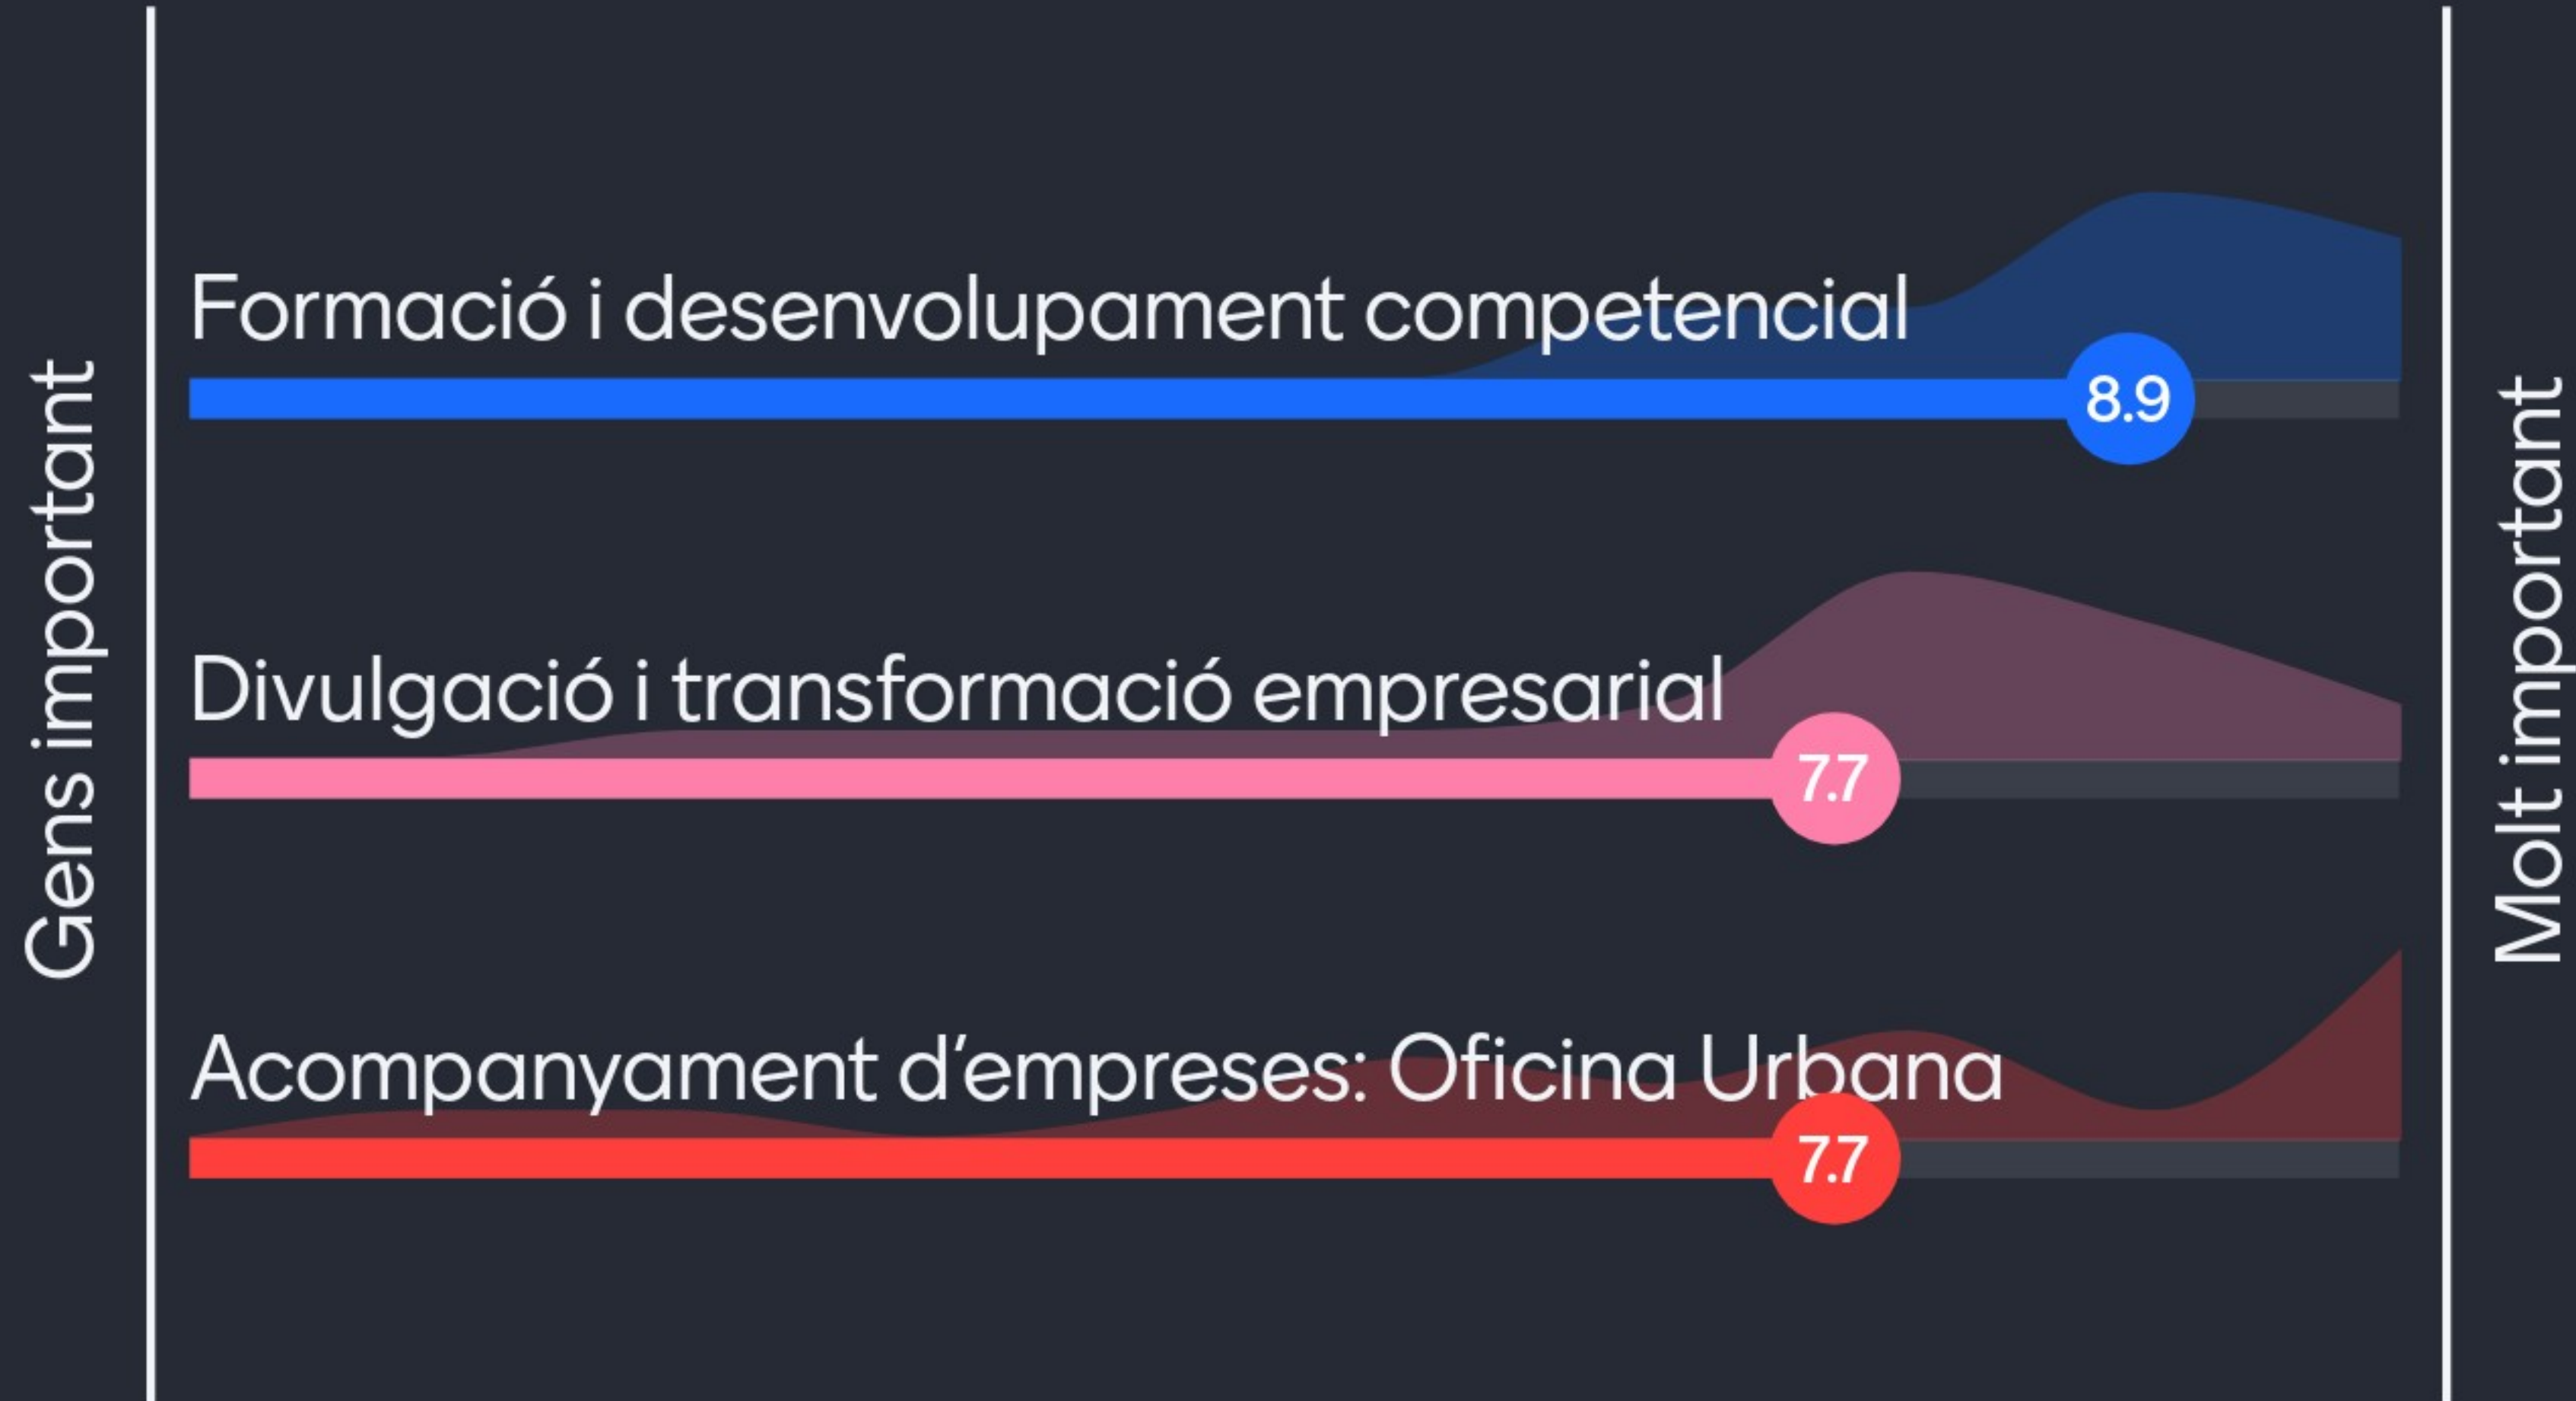 Gens important
Formació i desenvolupament competencial
8.9
Divulgació i transformació empresarial
7.7
Acompanyament d’empreses: Oficina Urbana
7.7
Molt important